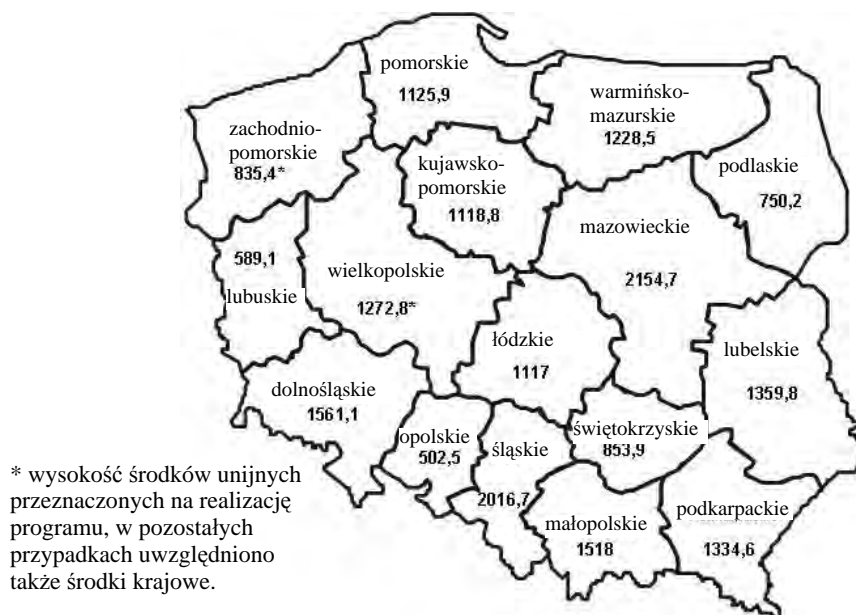 pomorskie
1125,9
warmińsko-
mazurskie
1228,5
zachodnio-
pomorskie
835,4*
kujawsko-
pomorskie
1118,8
podlaskie
750,2
mazowieckie
2154,7
589,1
lubuskie
wielkopolskie
1272,8*
łódzkie
1117
lubelskie
1359,8
dolnośląskie
1561,1
opolskie
502,5
śląskie
2016,7
świętokrzyskie
853,9
małopolskie
1518
podkarpackie
1334,6
* wysokość środków unijnych
przeznaczonych na realizację
programu, w pozostałych
przypadkach uwzględniono
także środki krajowe.